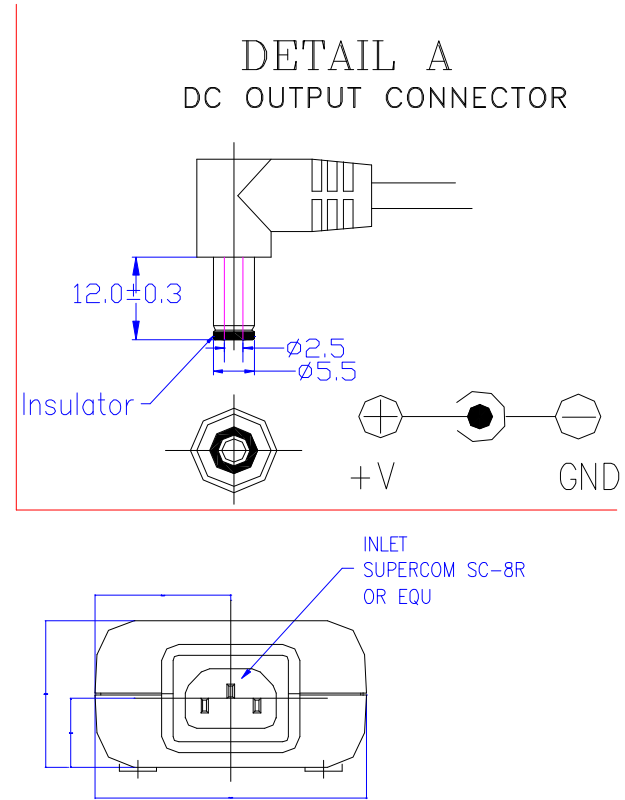 DETAIL A
DC OUTPUT CONNECTOR
12.0±0.3
Ø2.5
Ø5.5
Insulator
+V
GND
INLET
SUPERCOM SC-8R
OR EQU